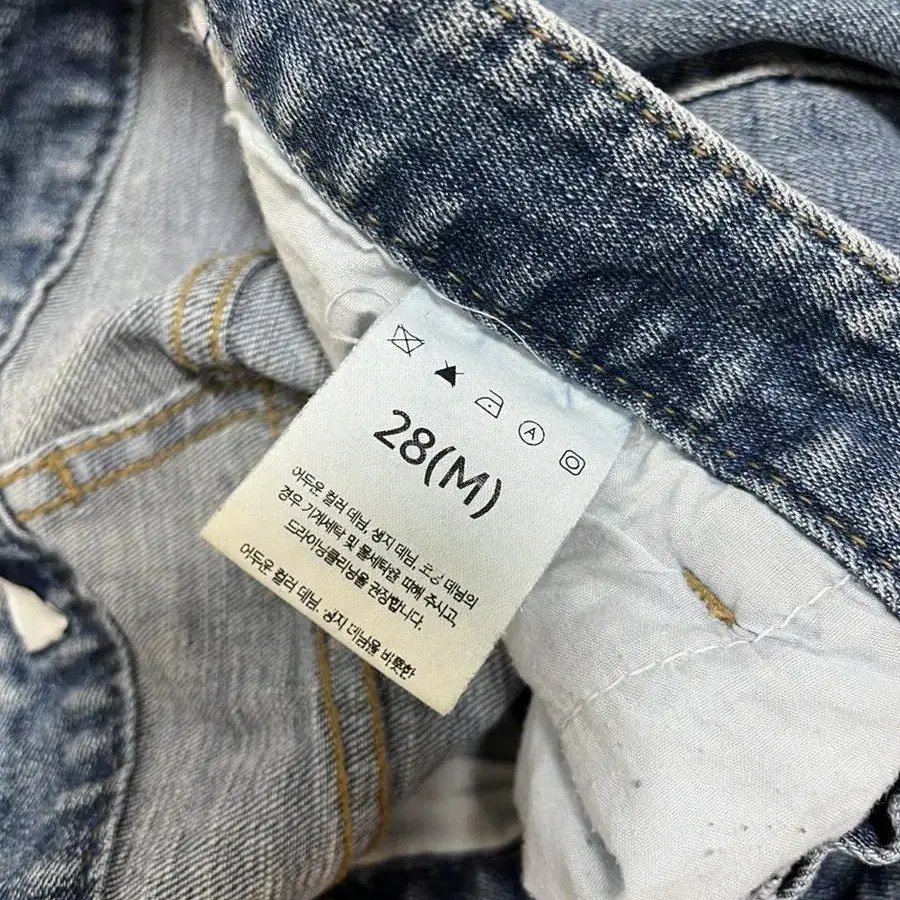 A
28(M)
어두운 컬러 데님, 생지 데님, 데님의
경우 기계세탁 및 물세탁을 피해 주시고,
드라이닝클리닝을 권장합니다.
어두운 컬러 데님, 생지 데님을 비롯한